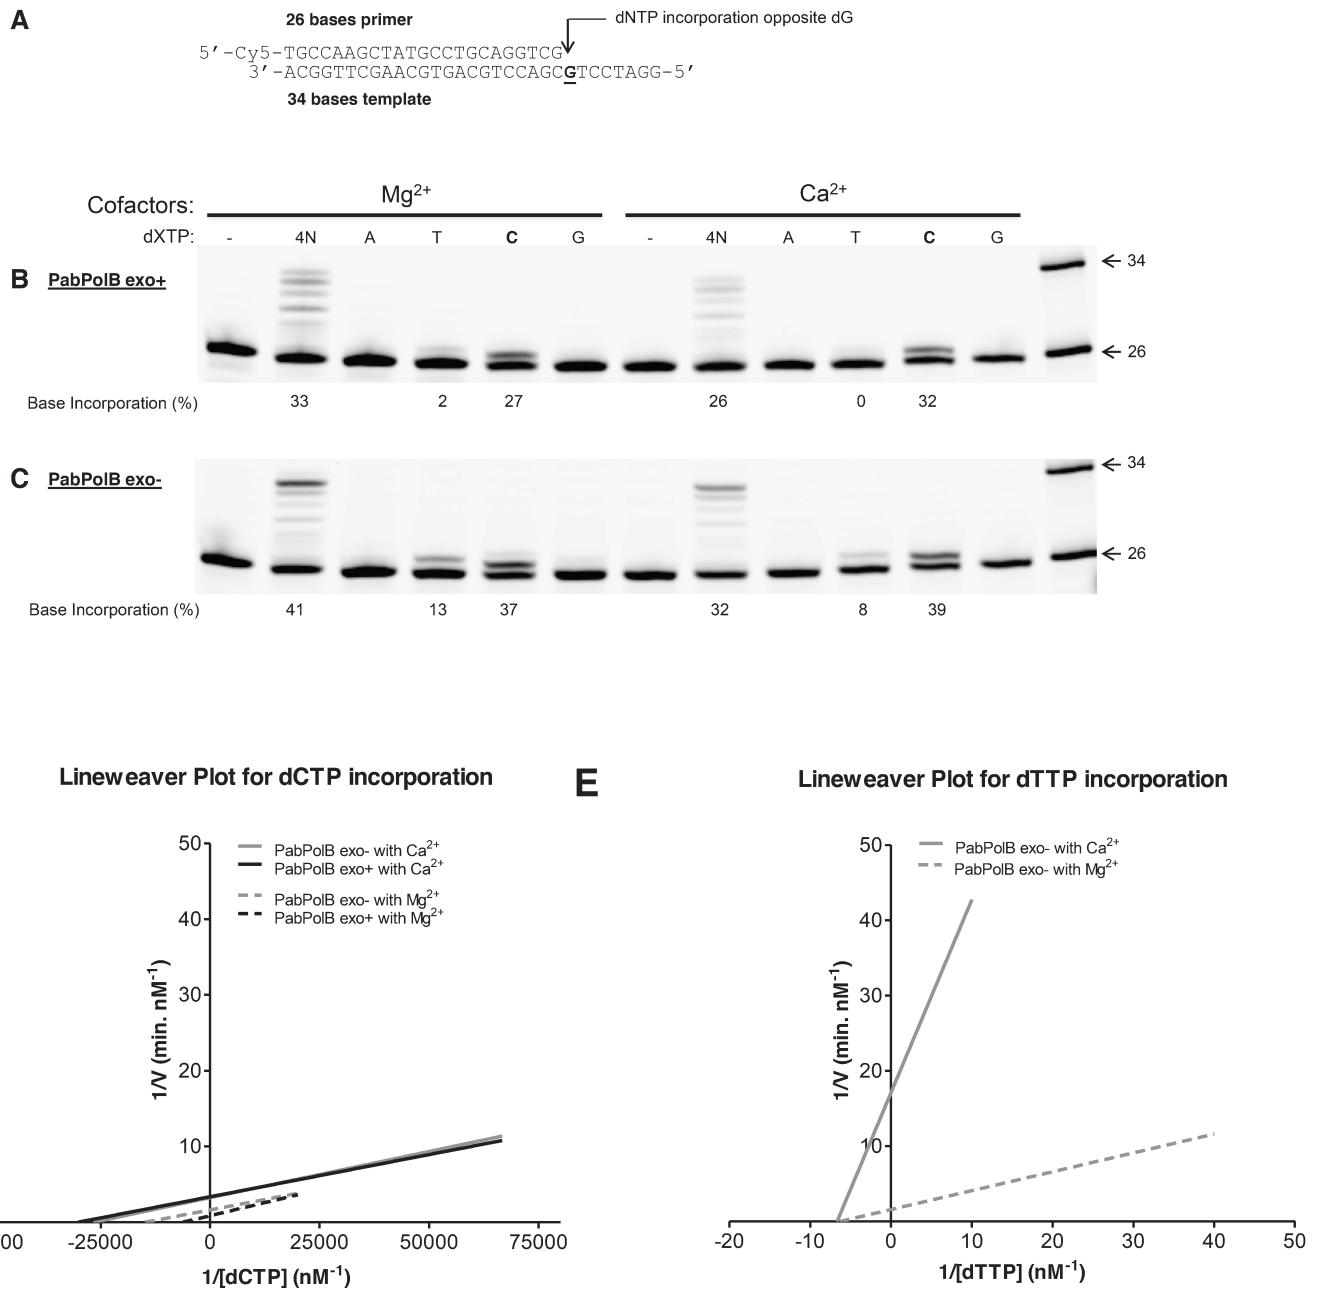 A
26 bases primer
dNTP incorporation opposite dG
5′-Cy5-TGCCAAGCTATGCCTGCAGGTCG
3′-ACGGTTCGAACGTGACGTCCAGCGTCCTAGG-5′
34 bases template
Cofactors:
Mg2+
Ca2+
dXTP: - 4N A T C G - 4N A T C G
B
PabPolB exo+
34
26
Base Incorporation (%) 33 2 27 26 0 32
C
PabPolB exo-
34
26
Base Incorporation (%) 41 13 37 32 8 39
Lineweaver Plot for dCTP incorporation
PabPolB exo- with Ca2+
PabPolB exo+ with Ca2+
PabPolB exo- with Mg2+
PabPolB exo+ with Mg2+
50
40
30
20
10
1/V (min. nM-1)
00 -25000 0 25000 50000 75000
1/[dCTP] (nM-1)
E
Lineweaver Plot for dTTP incorporation
PabPolB exo- with Ca2+
PabPolB exo- with Mg2+
50
40
30
20
10
1/V (min. nM-1)
-20 -10 0 10 20 30 40 50
1/[dTTP] (nM-1)